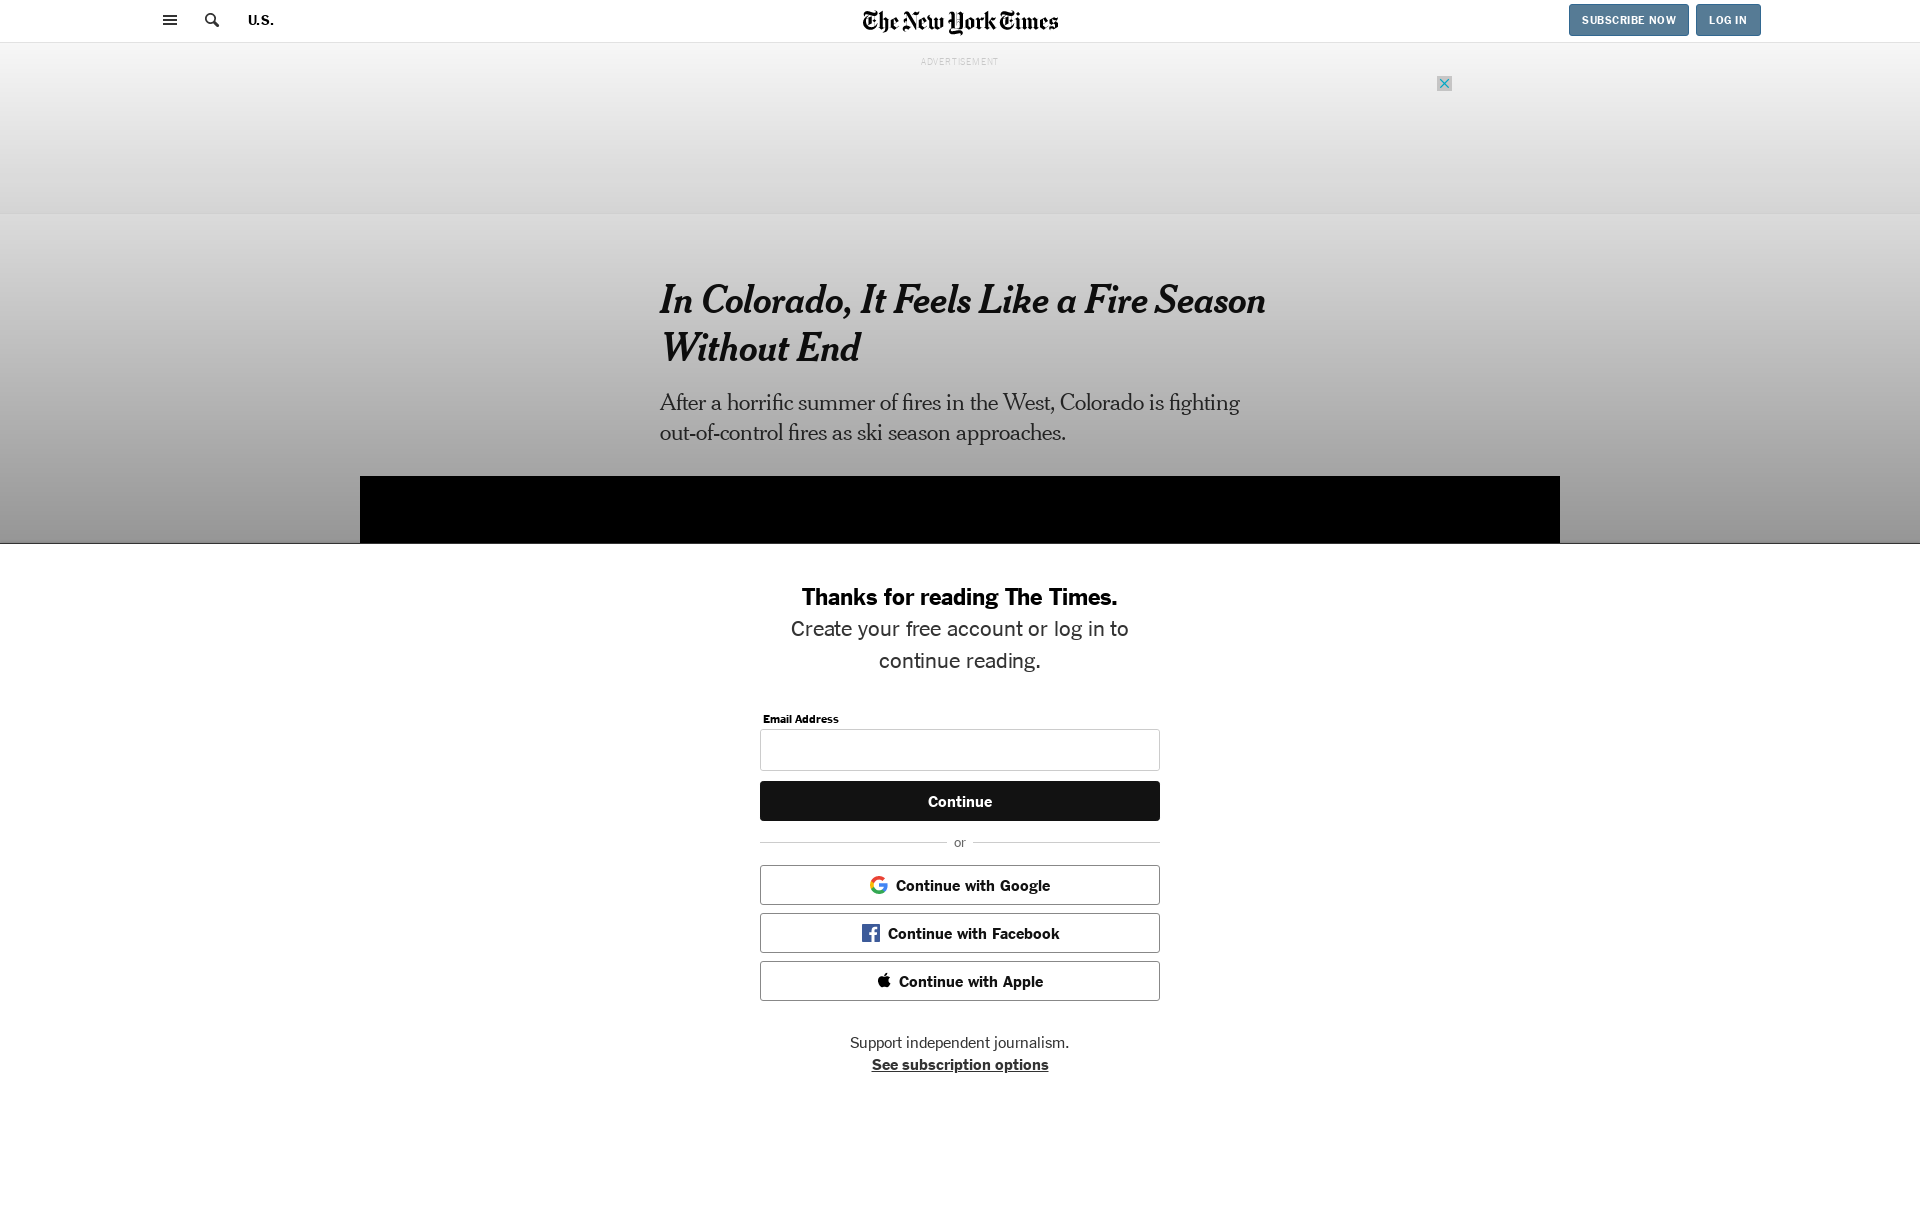 U.S.
The New York Times
SUBSCRIBE NOW
LOG IN
ADVERTISEMENT
In Colorado, It Feels Like a Fire Season
Without End
After a horrific summer of fires in the West, Colorado is fighting
out-of-control fires as ski season approaches.
Thanks for reading The Times.
Create your free account or log in to
continue reading.
Email Address
Continue
or
Continue with Google
Continue with Facebook
Continue with Apple
Support independent journalism.
See subscription options